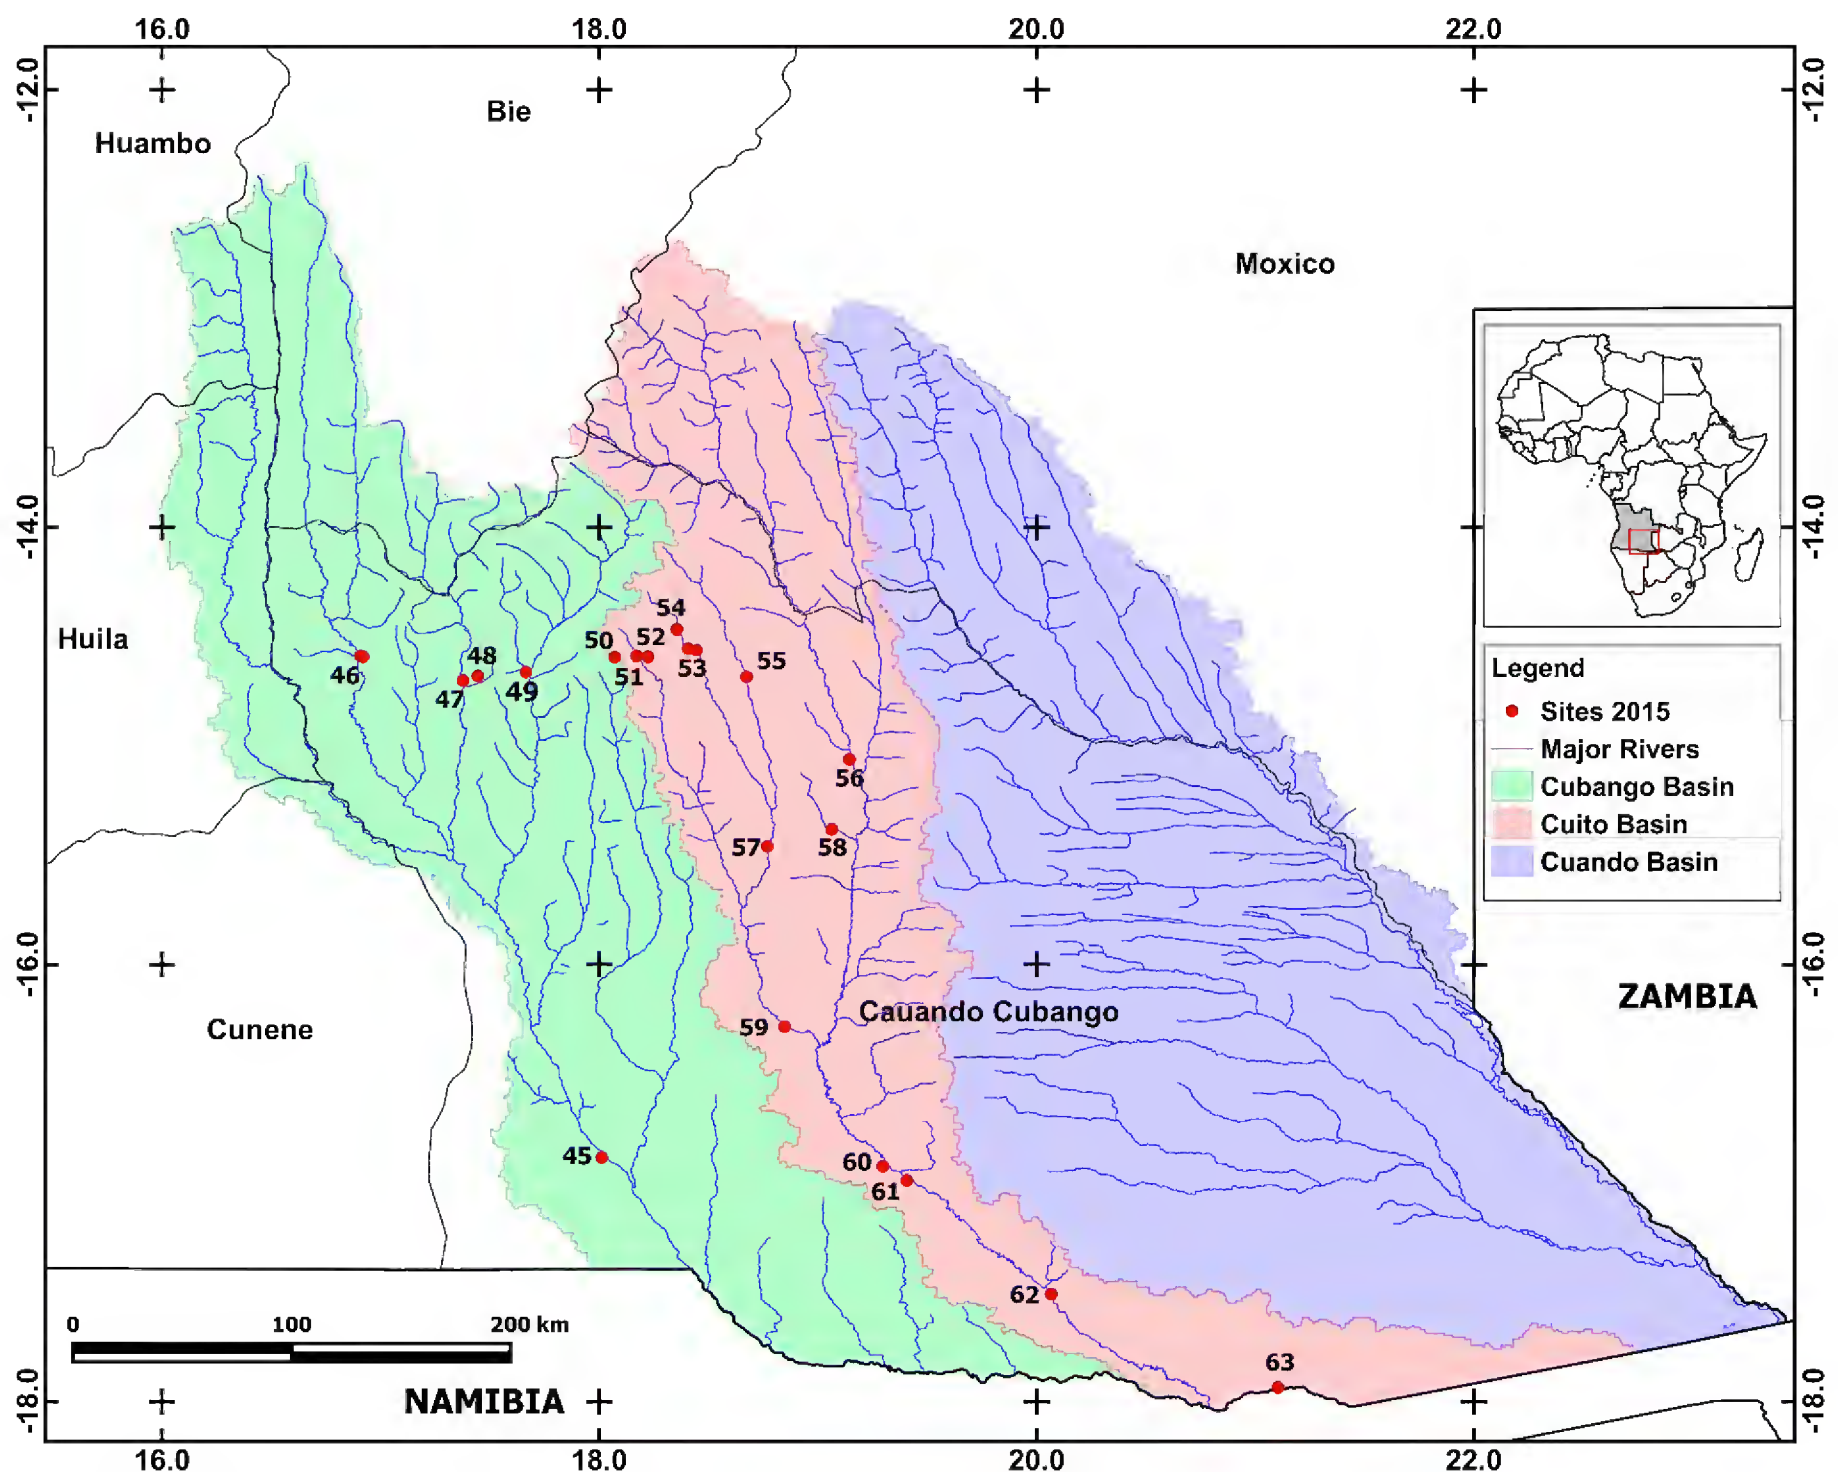 16.0 18.0 20.0 22.0
-12.0 -12.0
Bie
Huambo
Moxico
-14.0 -14.0
54
50 52
Huila
48 55
46 51 53
47 49
Legend
Sites 2015
Major Rivers
56
Cubango Basin
Cuito Basin
57 58
Cuando Basin
-16.0 -16.0
ZAMBIA
Cauando Cubango
59
Cunene
45 60
61
62
0 100 200 km
63
NAMIBIA
-18.0 -18.0
16.0 18.0 20.0 22.0